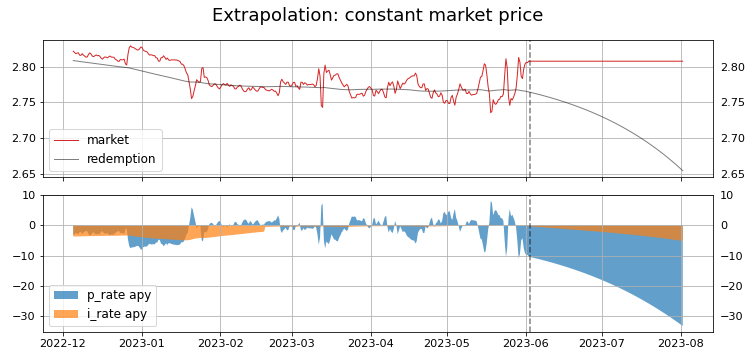 Extrapolation: constant market price
2.80 2.80
2.75 2.75
2.70 2.70
2.65 2.65
market
redemption
10 10
0 0
−10 −10
−20 −20
−30 −30
p_rate apy
i_rate apy
2022-12 2023-01 2023-02 2023-03 2023-04 2023-05 2023-06 2023-07 2023-08